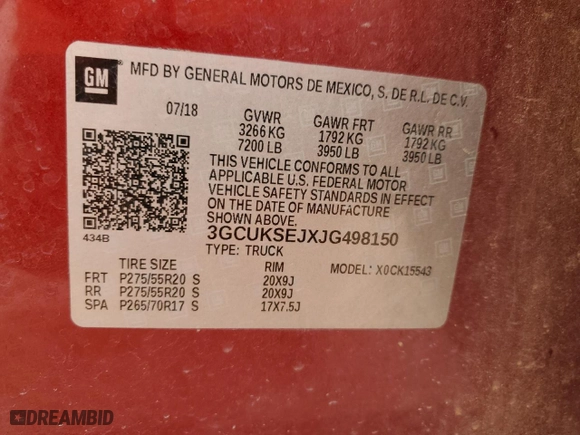 GM
MFD BY GENERAL MOTORS DE MEXICO, S. DE R.L. DE C.V.
07/18 GVWR GAWR FRT GAWR RR
3266 KG 1792 KG 1792 KG
7200 LB 3950 LB 3950 LB
THIS VEHICLE CONFORMS TO ALL
APPLICABLE U.S. FEDERAL MOTOR
VEHICLE SAFETY STANDARDS IN EFFECT
ON THE DATE OF MANUFACTURE
SHOWN ABOVE.
434B
3GCUKSEJXJG498150
TYPE: TRUCK
TIRE SIZE RIM MODEL: X0CK15543
FRT P275/55R20 S 20X9J
RR P275/55R20 S 20X9J
SPA P265/70R17 S 17X7.5J
DREAMBID